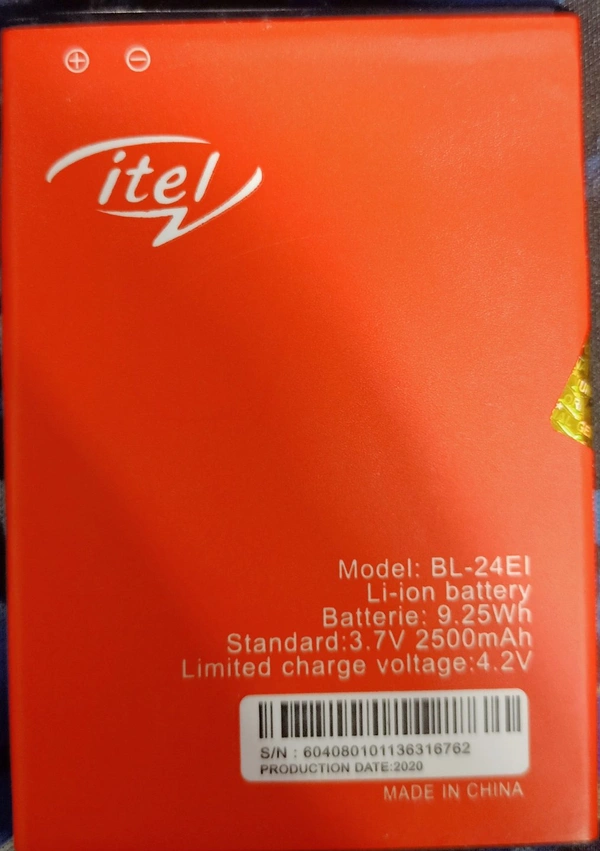 + -
itel
Model: BL-24EI
Li-ion battery
Batterie: 9.25Wh
Standard:3.7V 2500mAh
Limited charge voltage:4.2V
S/N : 604080101136316762
PRODUCTION DATE:2020
MADE IN CHINA